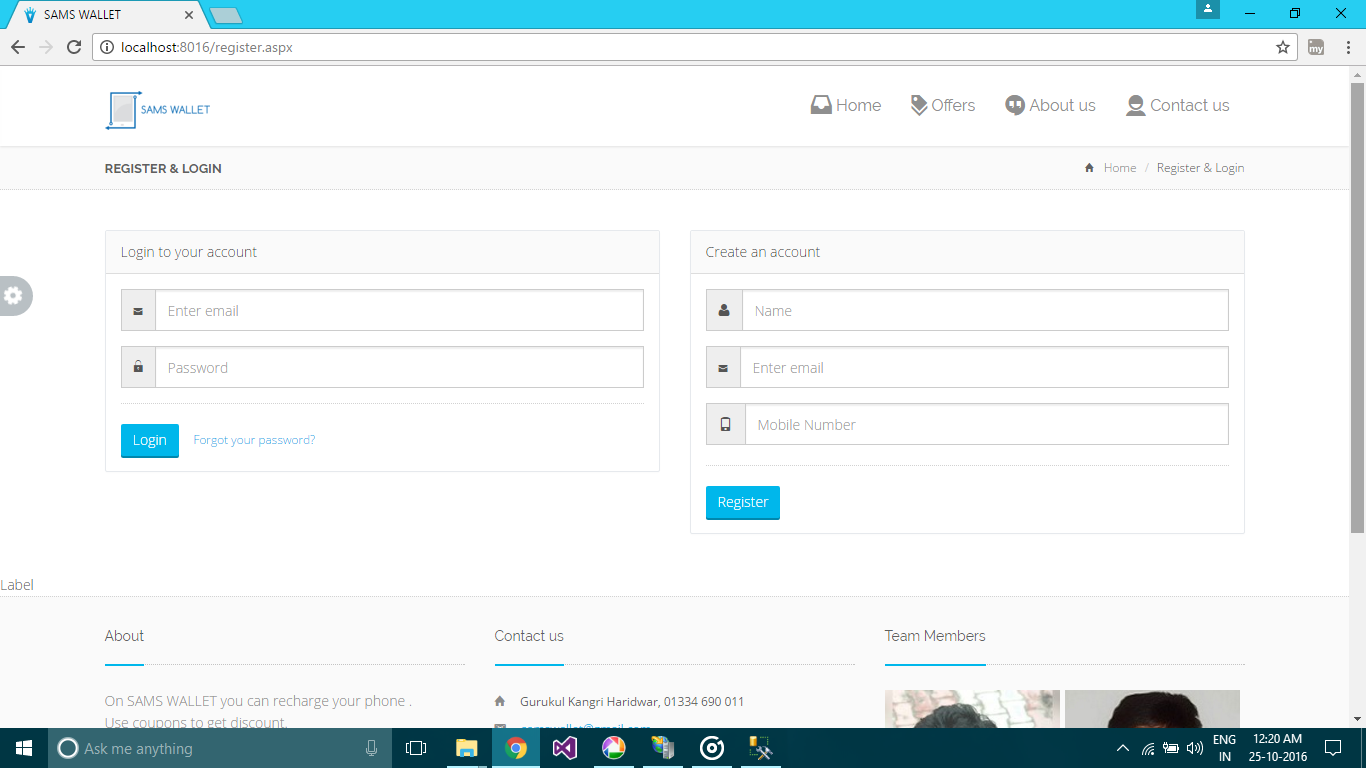 SAMS WALLET
localhost:8016/register.aspx
my
SAMS WALLET
Home
Offers
About us
Contact us
REGISTER & LOGIN
Home / Register & Login
Login to your account
Enter email
Password
Login
Forgot your password?
Create an account
Name
Enter email
Mobile Number
Register
Label
About
On SAMS WALLET you can recharge your phone .
Use coupons to get discount.
Contact us
Gurukul Kangri Haridwar, 01334 690 011
samswallet@gmail.com
Team Members
Ask me anything
ENG
IN
12:20 AM
25-10-2016